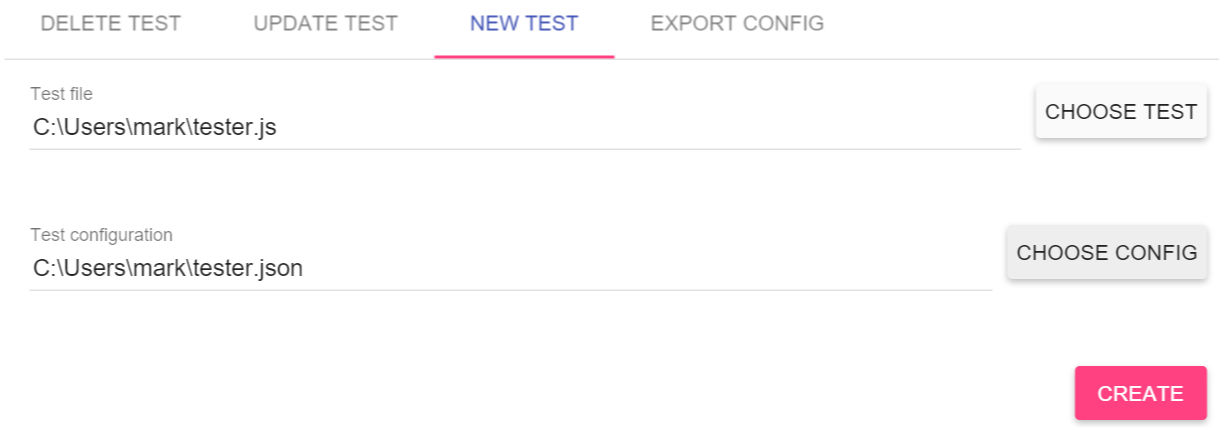 DELETE TEST UPDATE TEST NEW TEST EXPORT CONFIG
Test file
C:\Users\mark\tester.js
CHOOSE TEST
Test configuration
C:\Users\mark\tester.json
CHOOSE CONFIG
CREATE